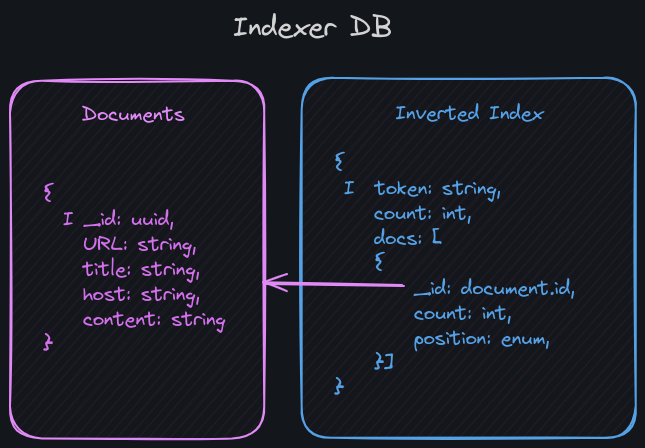 Indexer DB
Documents
{
I _id: uuid,
URL: string,
title: string,
host: string,
content: string
}
Inverted Index
{
I token: string,
count: int,
docs: [
{
_id: document.id,
count: int,
position: enum,
}]
}